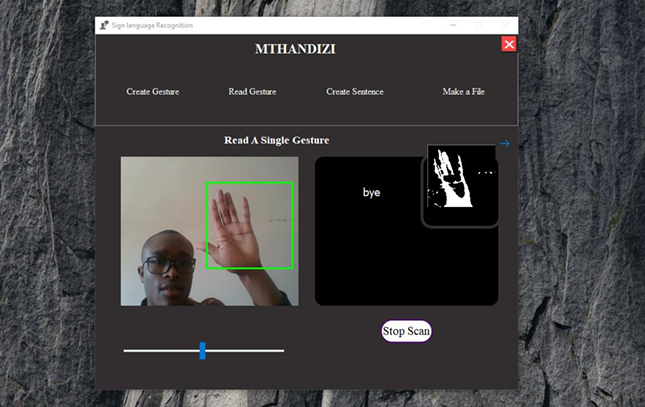 Sign language Recognition
MTHANDIZI
Create Gesture Read Gesture Create Sentence Make a File
Read A Single Gesture
bye
Stop Scan